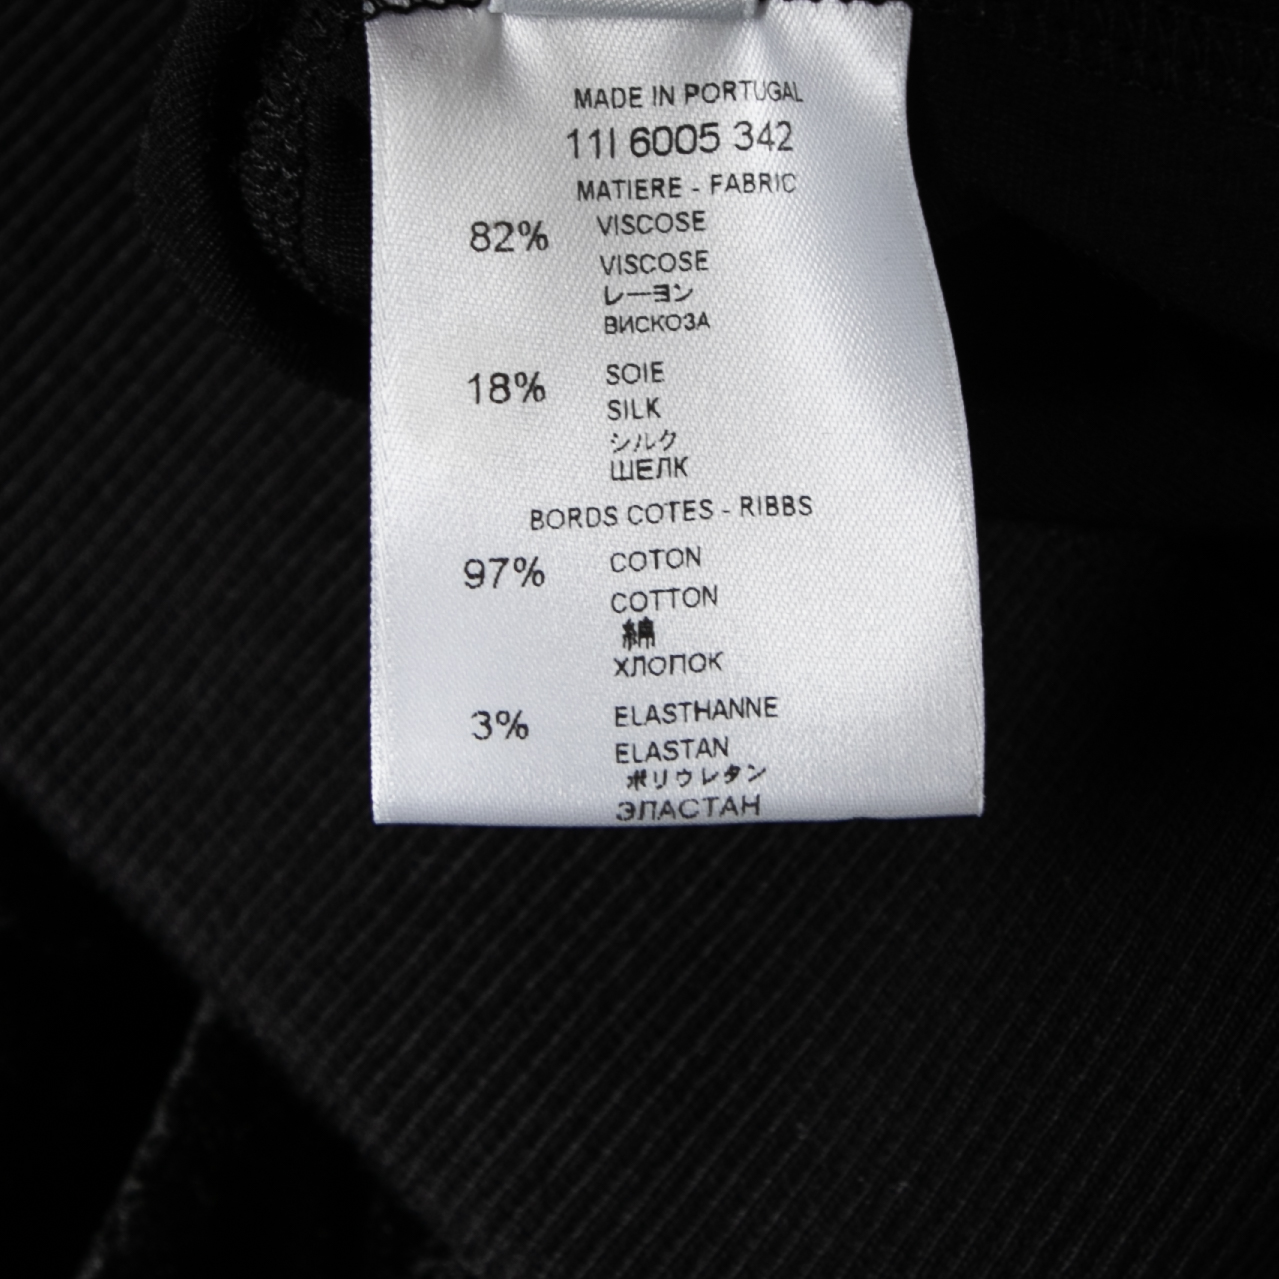 MADE IN PORTUGAL
11I 6005 342
MATIERE - FABRIC
82% VISCOSE
VISCOSE
レーヨン
ВИСКОЗА
18% SOIE
SILK
シルク
ШЕЛК
BORDS COTES - RIBBS
97% COTON
COTTON
綿
ХЛОПОК
3% ELASTHANNE
ELASTAN
ポリウレタン
ЭЛАСТАН